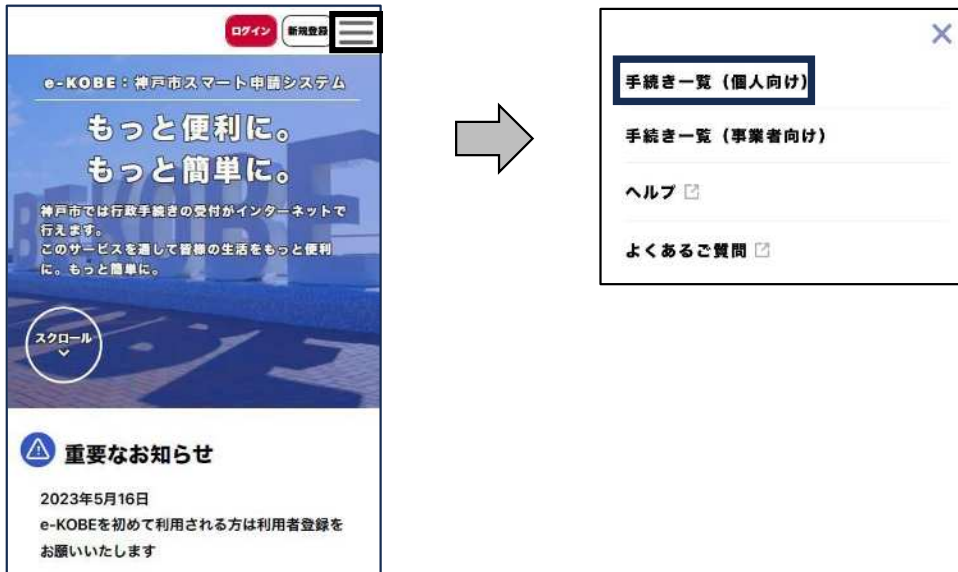 ログイン 新規登録
e-KOBE：神戸市スマート申請システム
もっと便利に。
もっと簡単に。
神戸市では行政手続きの受付がインターネットで
行えます。
このサービスを通して皆様の生活をもっと便利
に。もっと簡単に。
スクロール
重要なお知らせ
2023年5月16日
e-KOBEを初めて利用される方は利用者登録を
お願いいたします
手続き一覧（個人向け）
手続き一覧（事業者向け）
ヘルプ
よくあるご質問